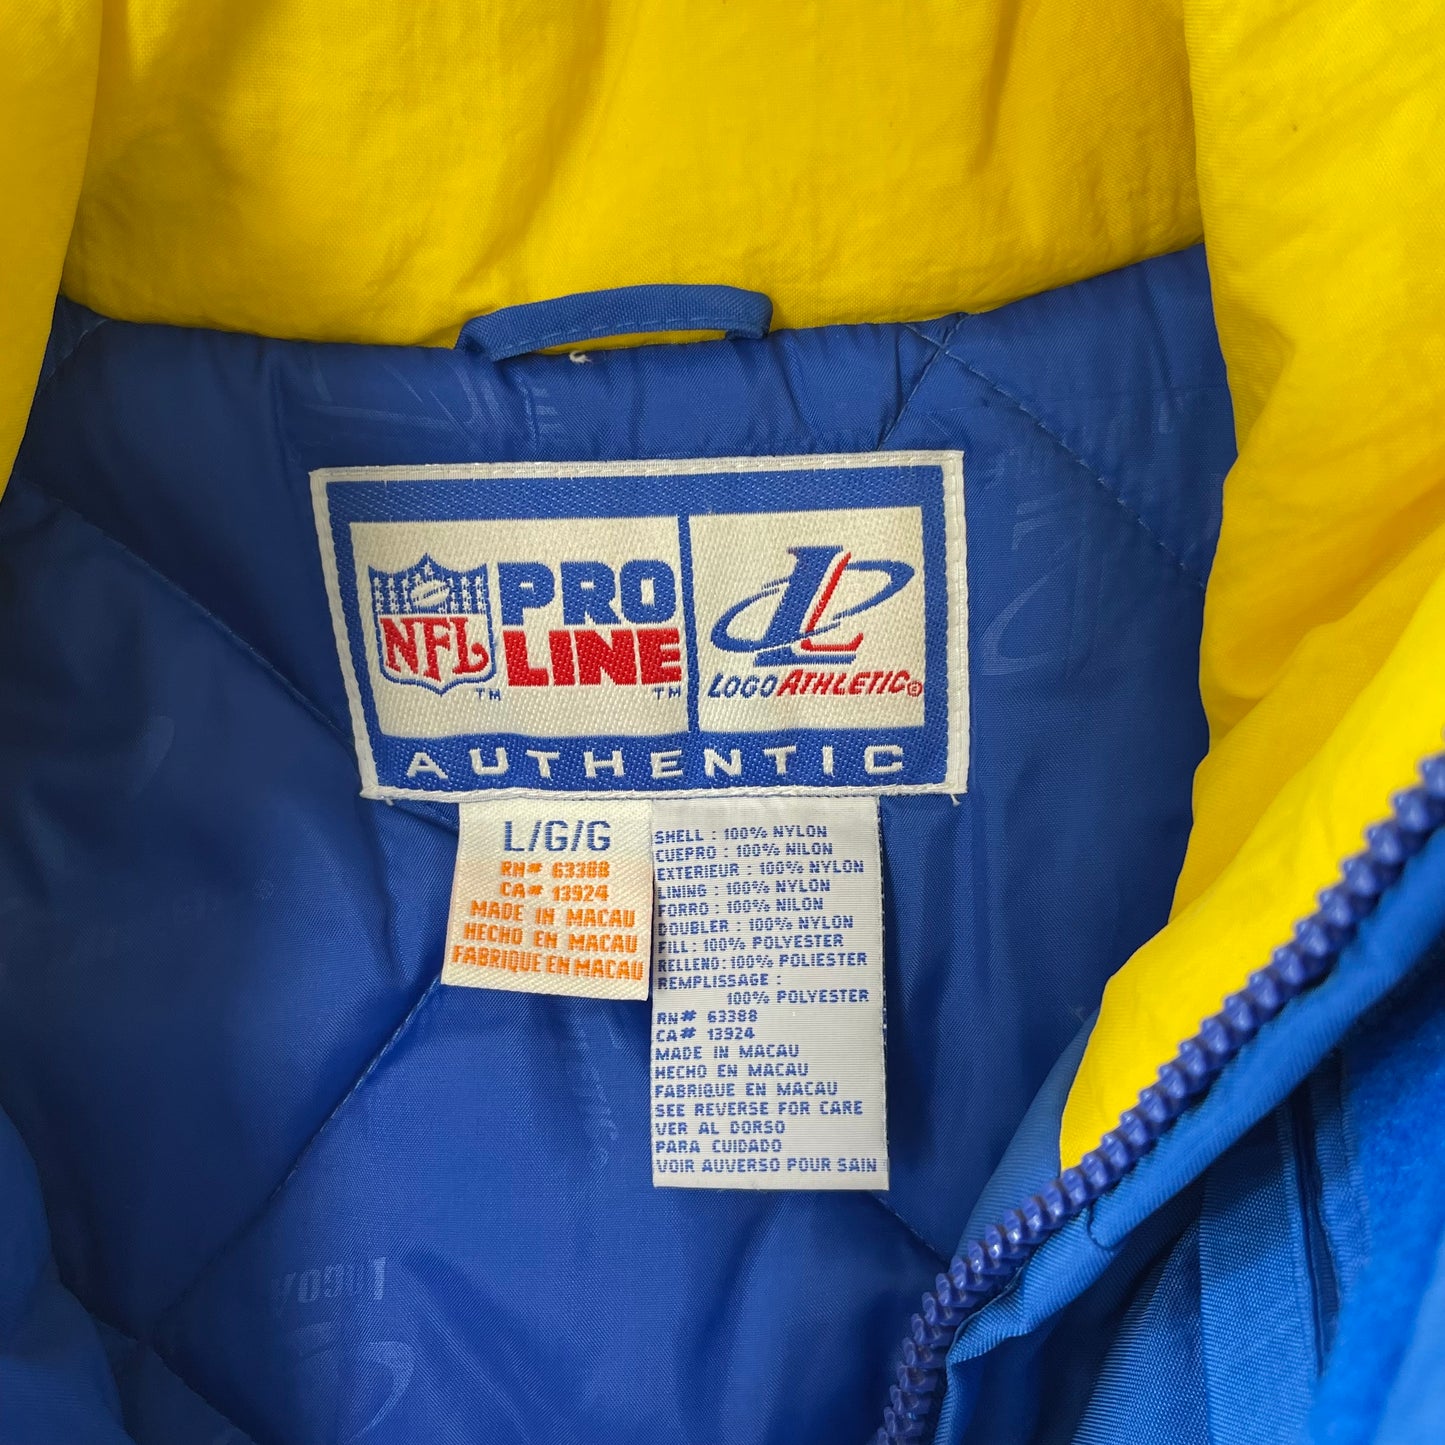 NFL
TM
PRO
LINE
TM
LOGO ATHLETIC®
AUTHENTIC
L/G/G
RN# 63388
CA# 13924
MADE IN MACAU
HECHO EN MACAU
FABRIQUE EN MACAU
SHELL : 100% NYLON
CUEPRO : 100% NILON
EXTERIEUR : 100% NYLON
LINING : 100% NYLON
FORRO : 100% NILON
DOUBLER : 100% NYLON
FILL : 100% POLYESTER
RELLENO : 100% POLIESTER
REMPLISSAGE :
100% POLYESTER
RN# 63388
CA# 13924
MADE IN MACAU
HECHO EN MACAU
FABRIQUE EN MACAU
SEE REVERSE FOR CARE
VER AL DORSO
PARA CUIDADO
VOIR AUVERSO POUR SAIN
LOGO